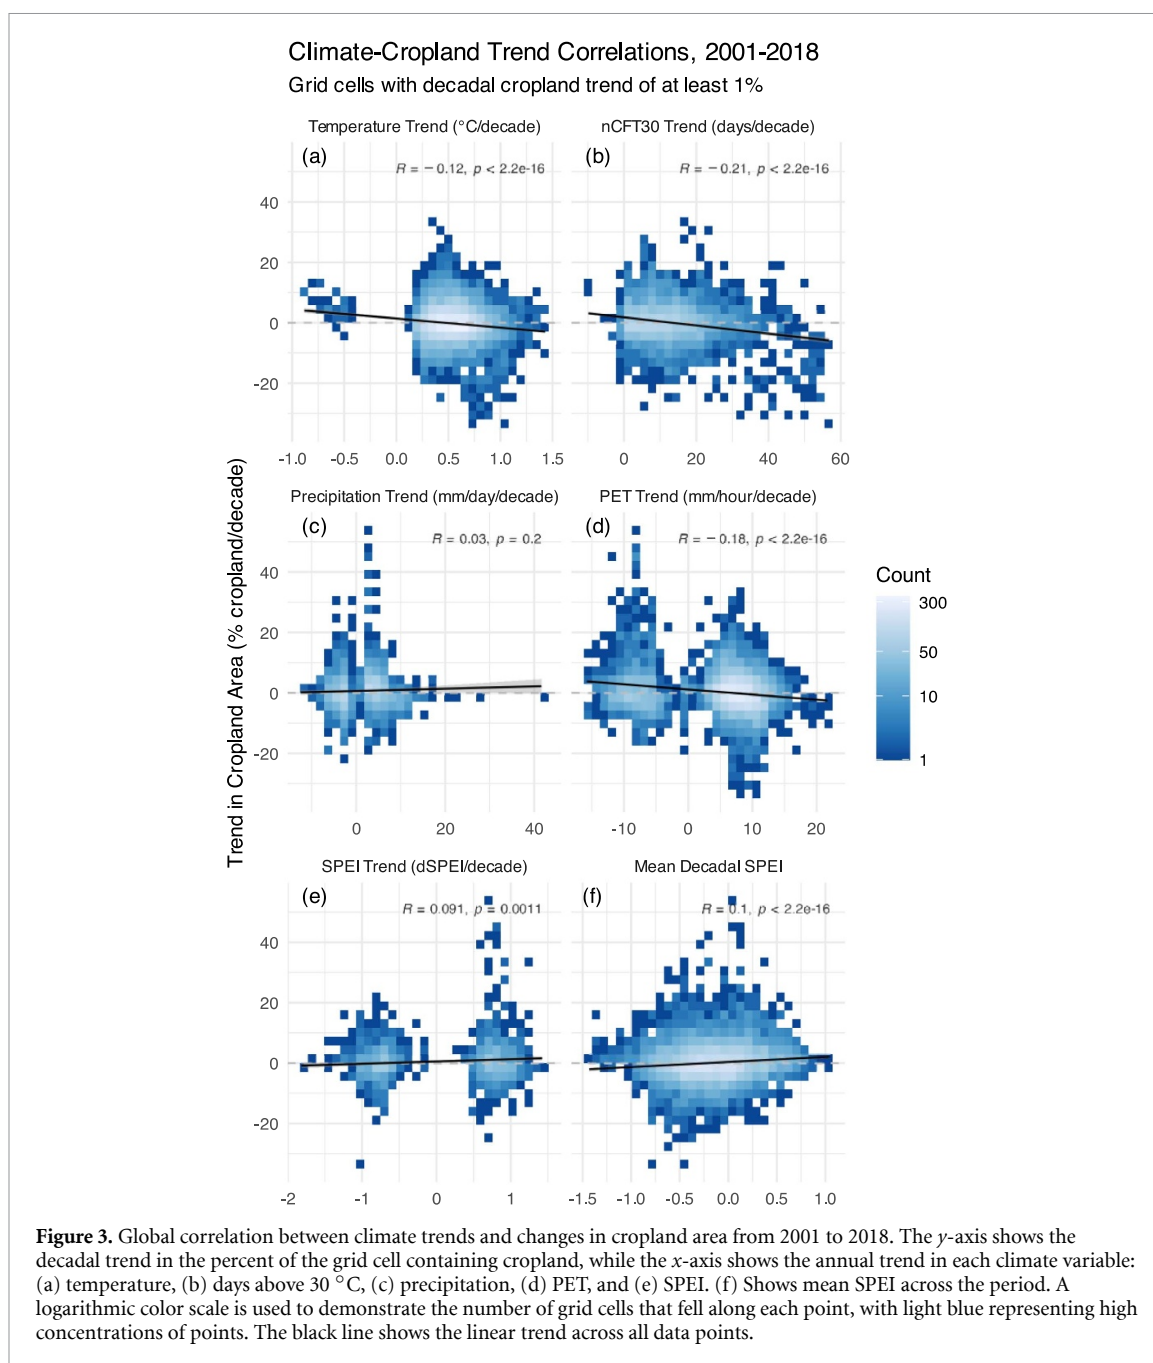 Climate-Cropland Trend Correlations, 2001-2018
Grid cells with decadal cropland trend of at least 1%
Temperature Trend (°C/decade)
nCFT30 Trend (days/decade)
(a)
R = −0.12, p < 2.2e-16
(b)
R = −0.21, p < 2.2e-16
40
20
0
-20
-1.0 -0.5 0.0 0.5 1.0 1.5
0 20 40 60
Trend in Cropland Area (% cropland/decade)
Precipitation Trend (mm/day/decade)
PET Trend (mm/hour/decade)
(c)
R = 0.03, p = 0.2
(d)
R = −0.18, p < 2.2e-16
40
20
0
-20
0 20 40
-10 0 10 20
Count
300
50
10
1
SPEI Trend (dSPEI/decade)
Mean Decadal SPEI
(e)
R = 0.091, p = 0.0011
(f)
R = 0.1, p < 2.2e-16
40
20
0
-20
-2 -1 0 1
-1.5 -1.0 -0.5 0.0 0.5 1.0
Figure 3. Global correlation between climate trends and changes in cropland area from 2001 to 2018. The y-axis shows the
decadal trend in the percent of the grid cell containing cropland, while the x-axis shows the annual trend in each climate variable:
(a) temperature, (b) days above 30 °C, (c) precipitation, (d) PET, and (e) SPEI. (f) Shows mean SPEI across the period. A
logarithmic color scale is used to demonstrate the number of grid cells that fell along each point, with light blue representing high
concentrations of points. The black line shows the linear trend across all data points.